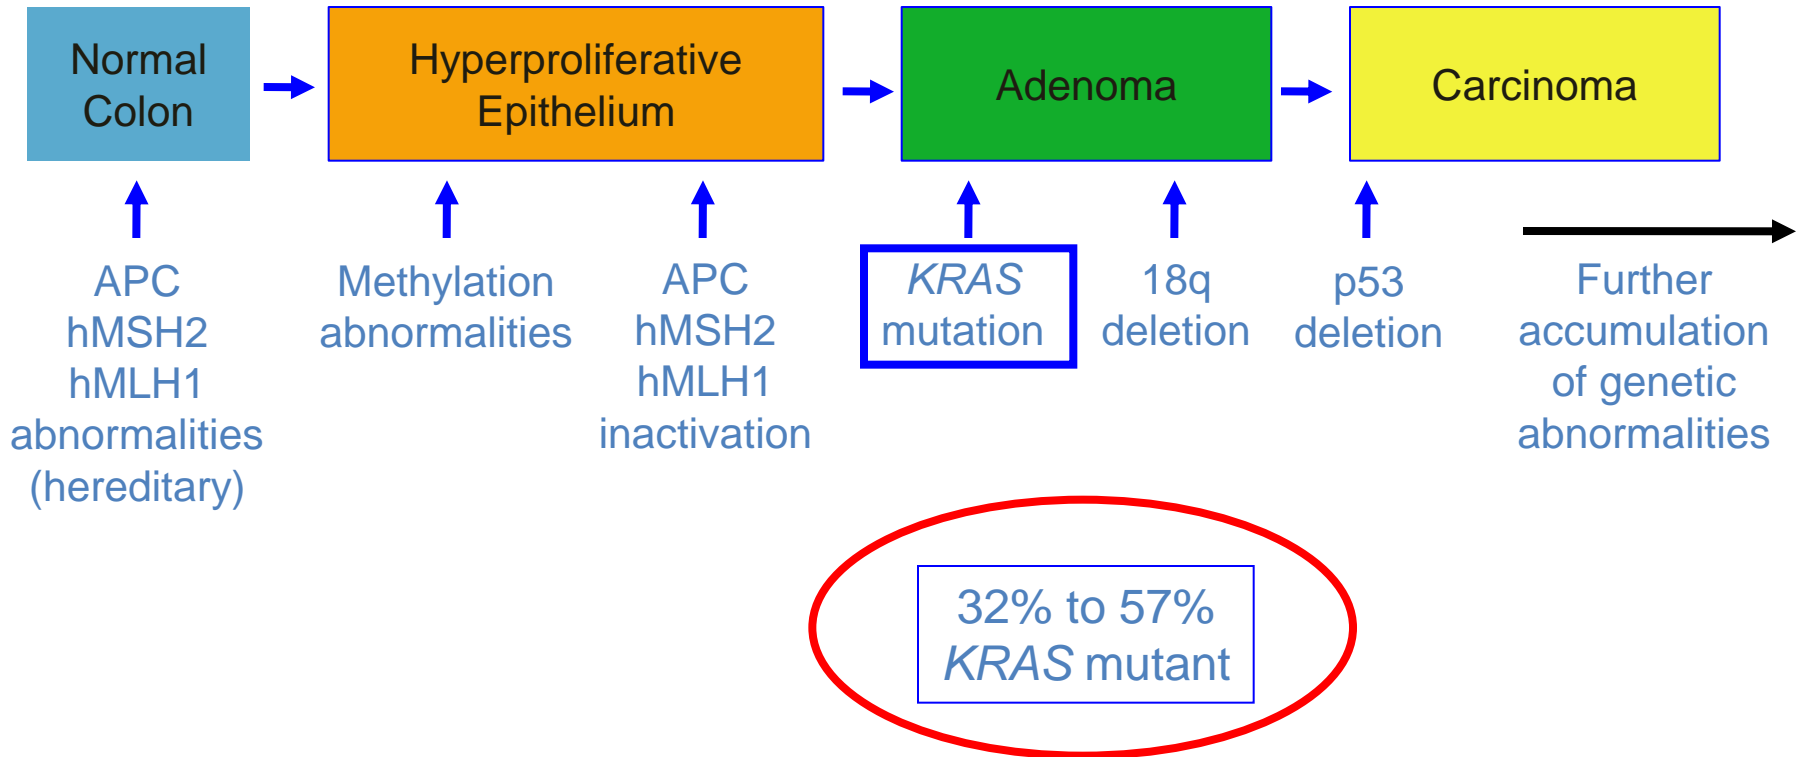 Normal
Colon
Hyperproliferative
Epithelium
Adenoma
Carcinoma
APC
hMSH2
hMLH1
abnormalities
(hereditary)
Methylation
abnormalities
APC
hMSH2
hMLH1
inactivation
KRAS
mutation
18q
deletion
p53
deletion
Further
accumulation
of genetic
abnormalities
32% to 57%
KRAS mutant